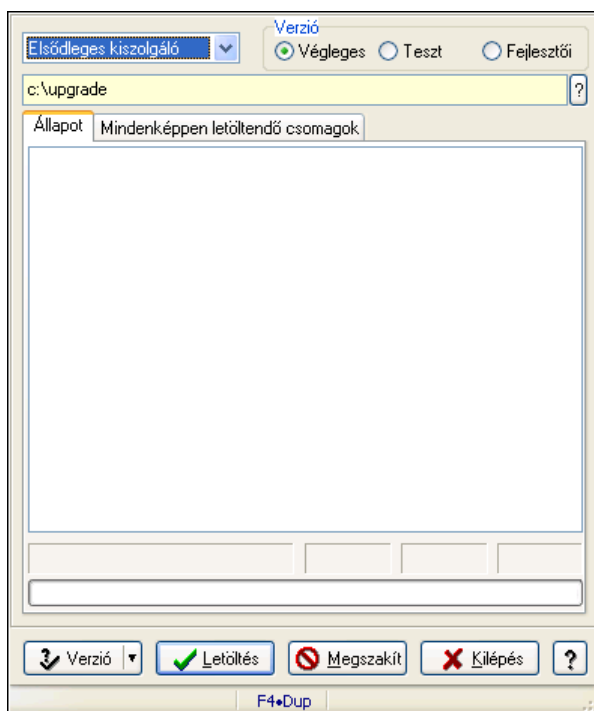 Verzió
Elsődleges kiszolgáló
Végleges Teszt Fejlesztői
c:\upgrade ?
Állapot Mindenképpen letöltendő csomagok
Verzió Letöltés Megszakít Kilépés ?
F4•Dup